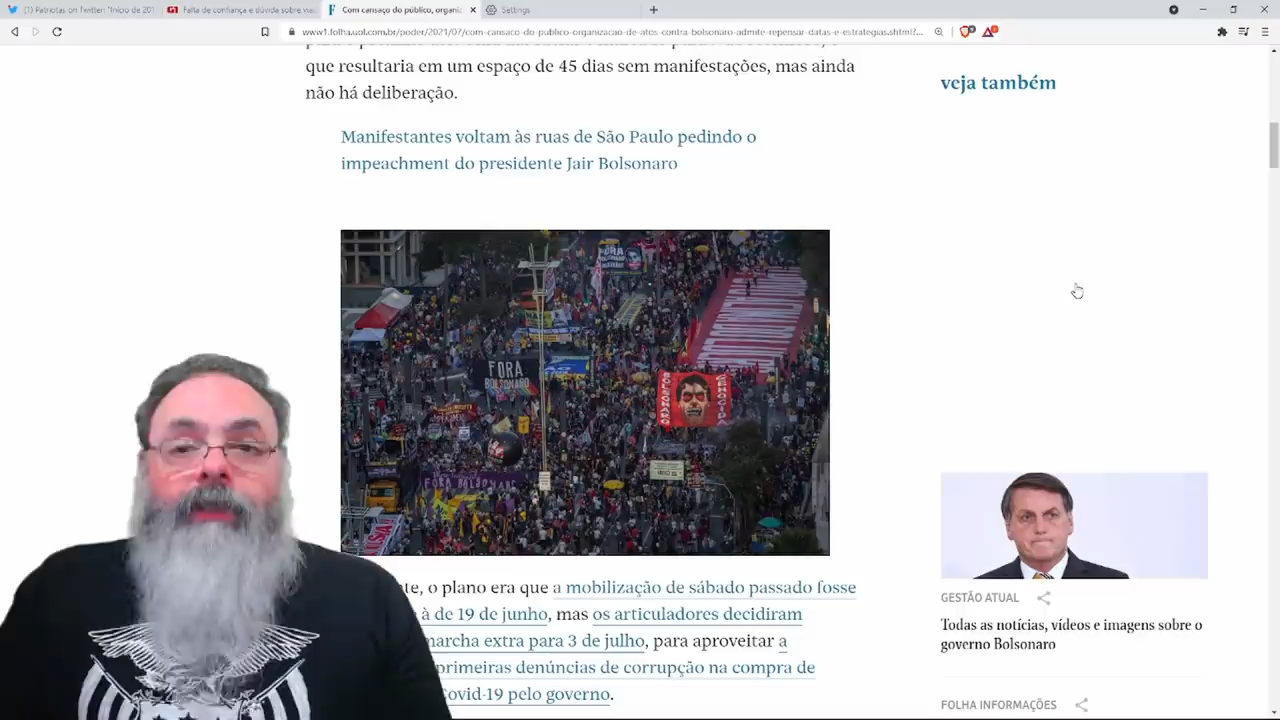 (1) Patriotas on Twitter: "Início de 201
Falta de confiança e dúvida sobre
Com cansaço do público, organiz
Settings
www1.folha.uol.com.br/poder/2021/07/com-cansaco-do-publico-organizacao-de-atos-contra-bolsonaro-admite-repensar-datas-e-estrategias.shtml?...
que resultaria em um espaço de 45 dias sem manifestações, mas ainda
não há deliberação.
veja também
Manifestantes voltam às ruas de São Paulo pedindo o
impeachment do presidente Jair Bolsonaro
FORA
BOLSONARO
BOLSONARO
GENOCIDA
FORA BOLSONARO
te, o plano era que a mobilização de sábado passado fosse
à de 19 de junho, mas os articuladores decidiram
marcha extra para 3 de julho, para aproveitar a
primeiras denúncias de corrupção na compra de
ovid-19 pelo governo.
GESTÃO ATUAL
Todas as notícias, vídeos e imagens sobre o
governo Bolsonaro
FOLHA INFORMAÇÕES